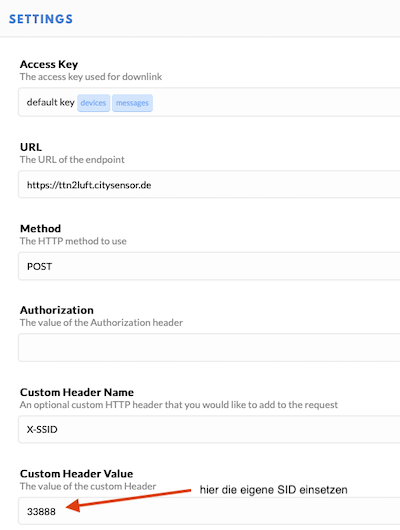 SETTINGS
Access Key
The access key used for downlink
default key devices messages
URL
The URL of the endpoint
https://ttn2luft.citysensor.de
Method
The HTTP method to use
POST
Authorization
The value of the Authorization header
Custom Header Name
An optional custom HTTP header that you would like to add to the request
X-SSID
Custom Header Value
The value of the custom Header
hier die eigene SID einsetzen
33888